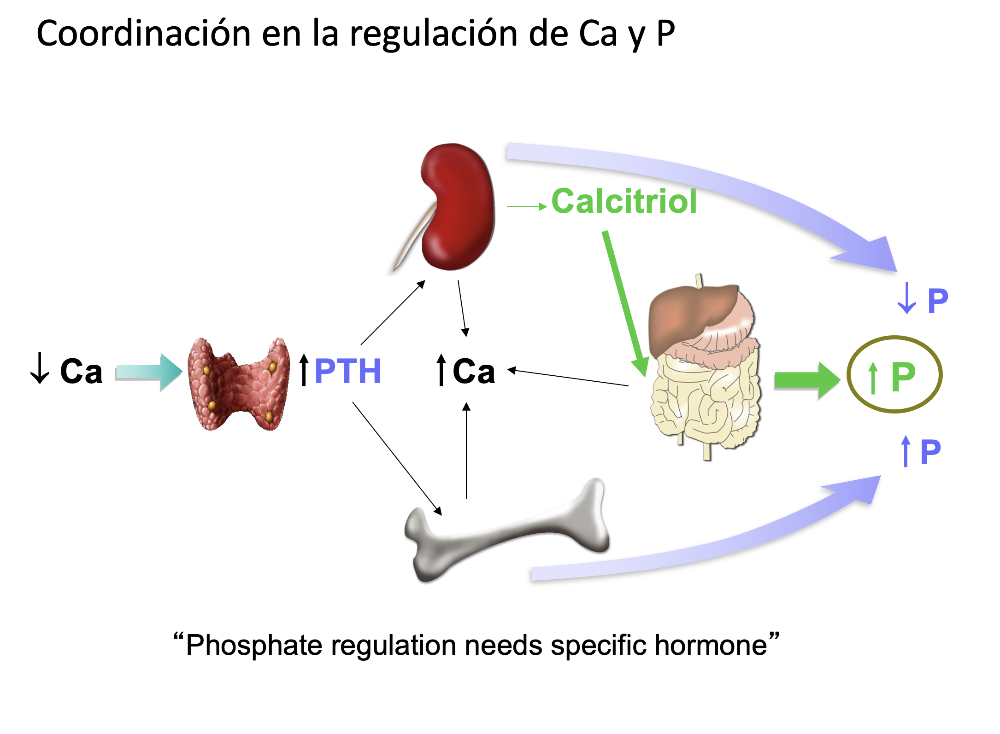 Coordinación en la regulación de Ca y P
Calcitriol
↓ P
↓ Ca
↑ PTH
↑ Ca
↑ P
↑ P
“Phosphate regulation needs specific hormone”